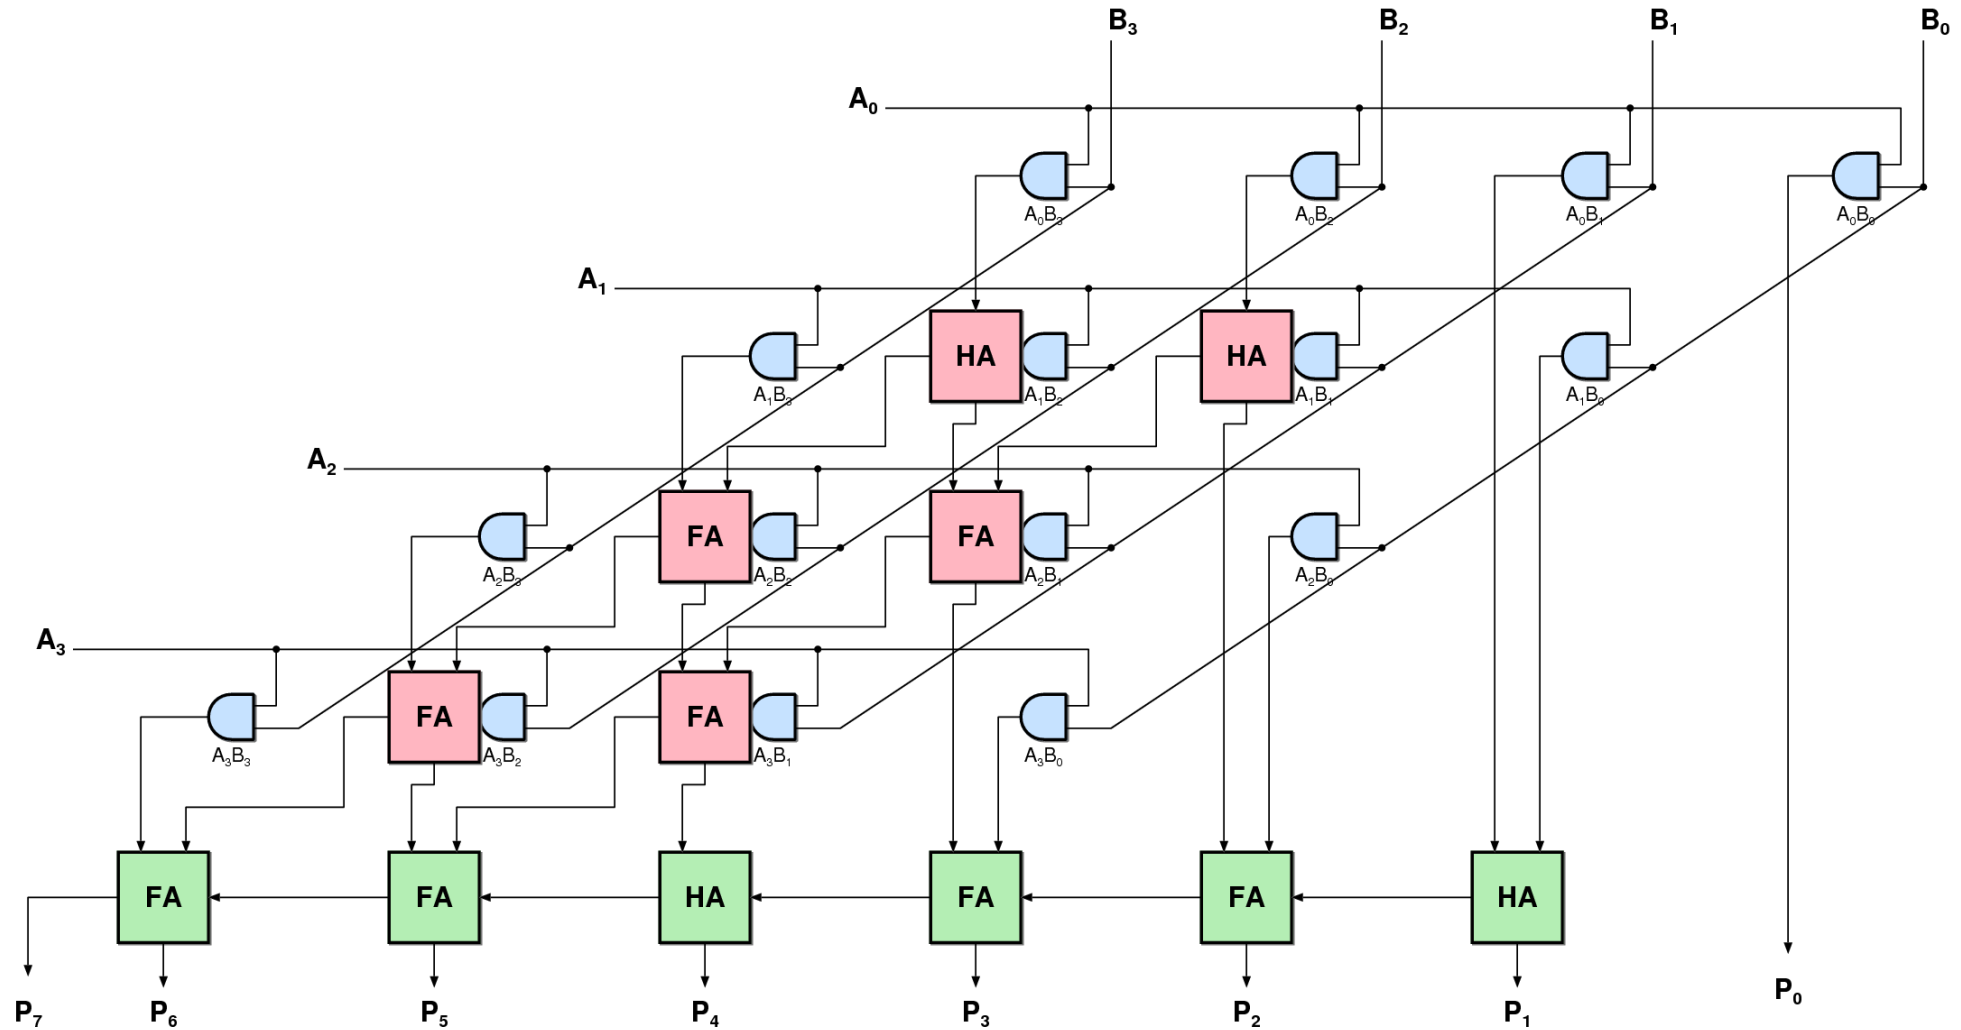 B₃ B₂ B₁ B₀
A₀
A₀B₃ A₀B₂ A₀B₁ A₀B₀
A₁
HA HA
A₁B₃ A₁B₂ A₁B₁ A₁B₀
A₂
FA FA
A₂B₃ A₂B₂ A₂B₁ A₂B₀
A₃
FA FA
A₃B₃ A₃B₂ A₃B₁ A₃B₀
FA FA HA FA FA HA
P₇ P₆ P₅ P₄ P₃ P₂ P₁ P₀